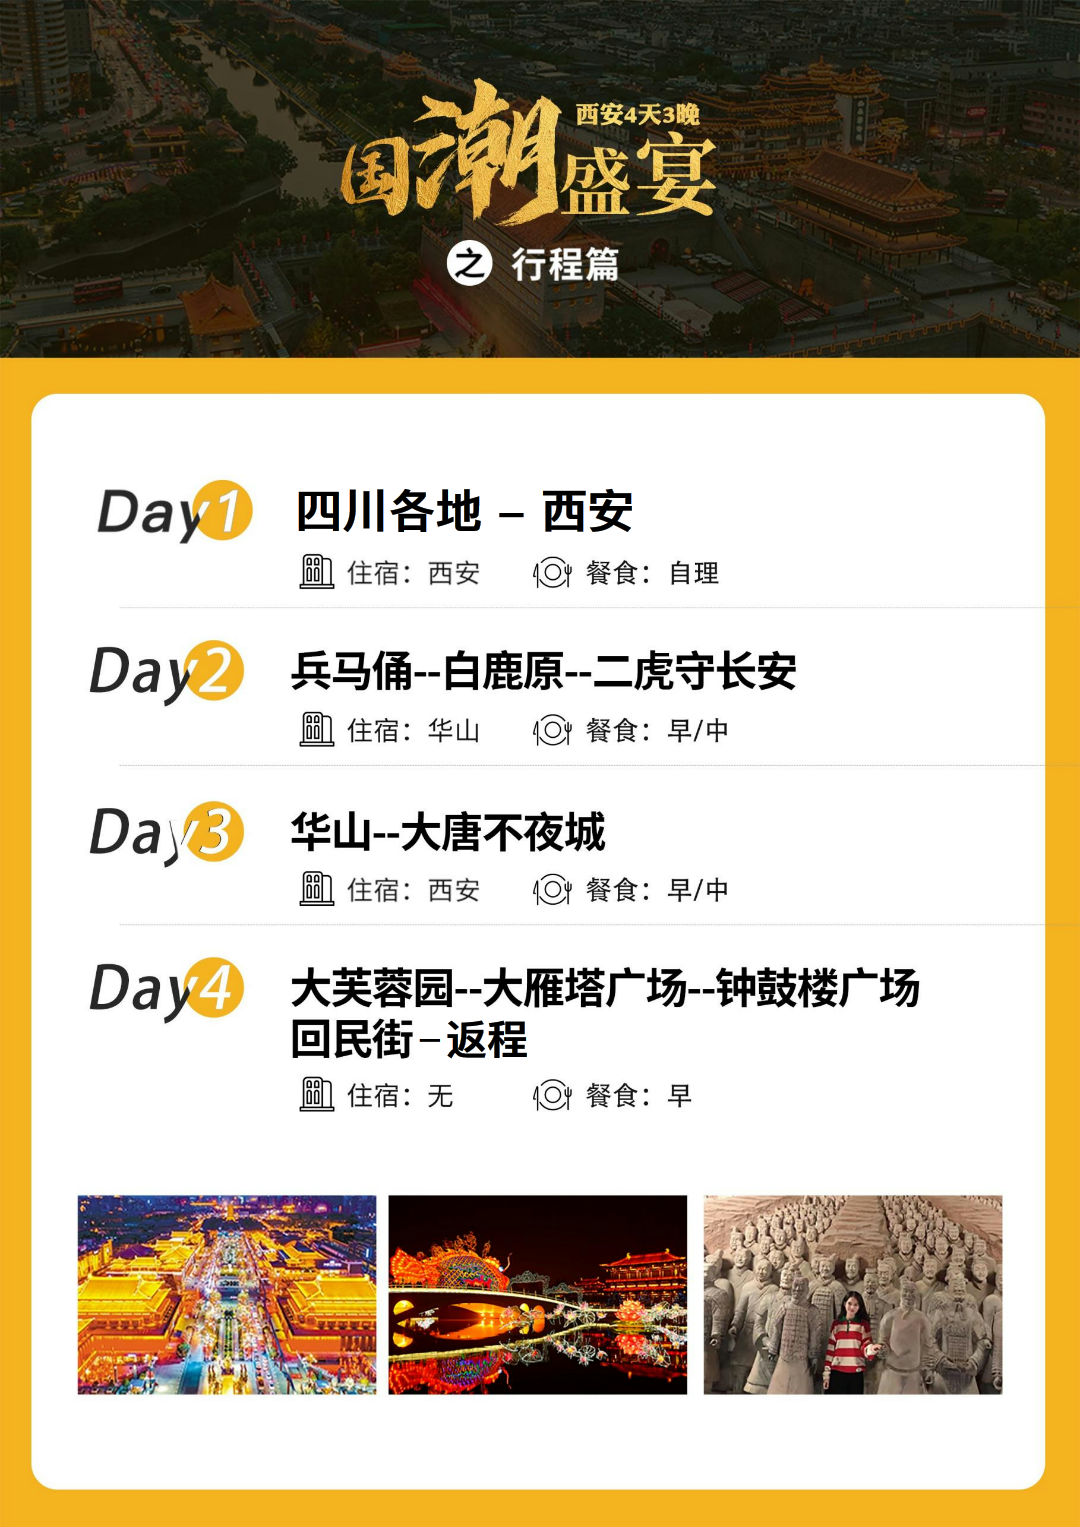 西安4天3晚
国潮盛宴
之 行程篇
Day1 四川各地 – 西安
住宿：西安 餐食：自理
Day2 兵马俑--白鹿原--二虎守长安
住宿：华山 餐食：早/中
Day3 华山--大唐不夜城
住宿：西安 餐食：早/中
Day4 大芙蓉园--大雁塔广场--钟鼓楼广场
回民街–返程
住宿：无 餐食：早